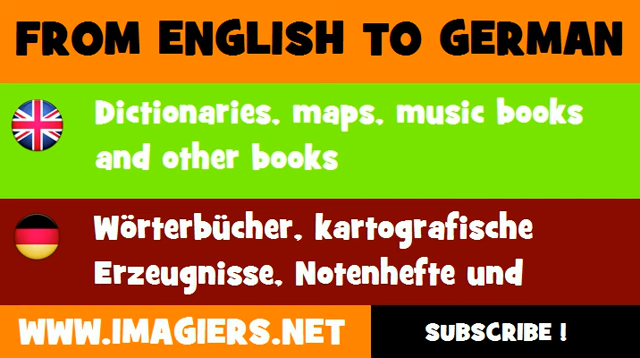 FROM ENGLISH TO GERMAN
Dictionaries, maps, music books
and other books
Wörterbücher, kartografische
Erzeugnisse, Notenhefte und
WWW.IMAGIERS.NET
SUBSCRIBE !